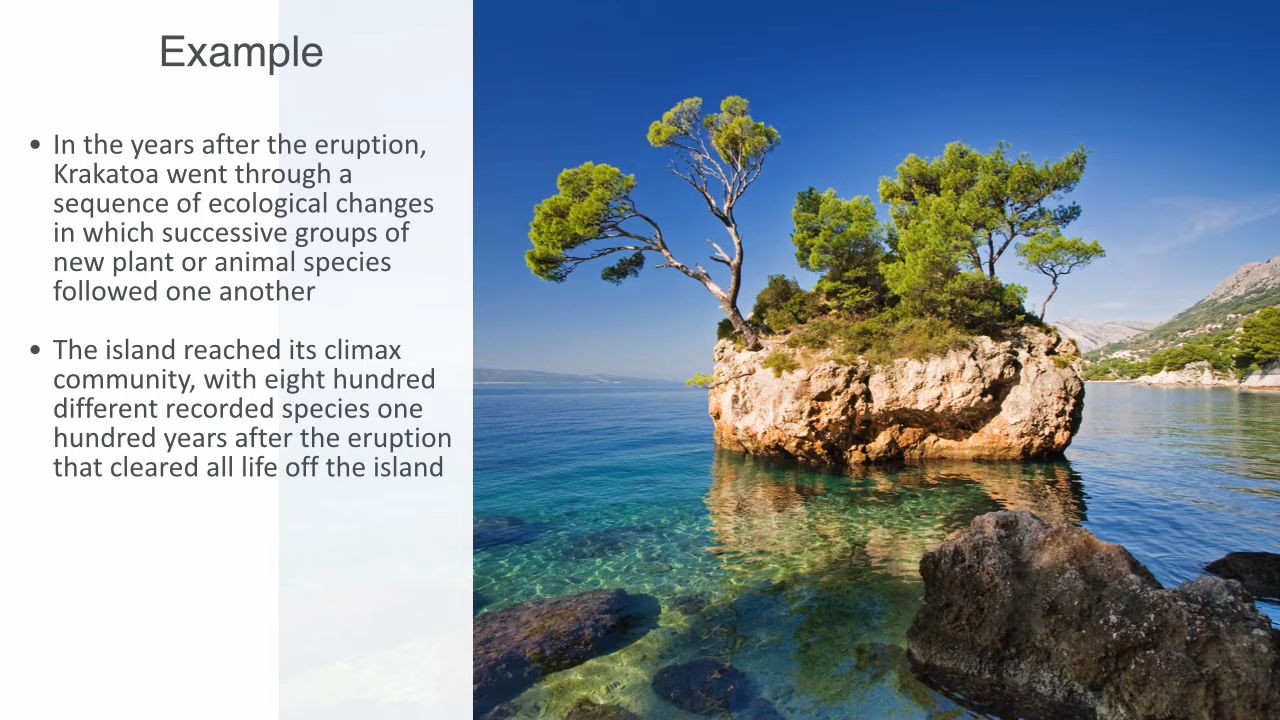 Example
• In the years after the eruption,
Krakatoa went through a
sequence of ecological changes
in which successive groups of
new plant or animal species
followed one another
• The island reached its climax
community, with eight hundred
different recorded species one
hundred years after the eruption
that cleared all life off the island